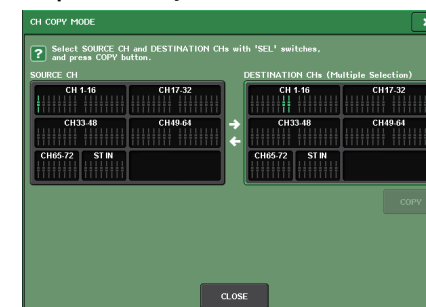 CH COPY MODE
? Select SOURCE CH and DESTINATION CHs with 'SEL' switches,
and press COPY button.
SOURCE CH
DESTINATION CHs (Multiple Selection)
CH 1-16 CH17-32
CH33-48 CH49-64
CH65-72 ST IN
CH 1-16 CH17-32
CH33-48 CH49-64
CH65-72 ST IN
COPY
CLOSE